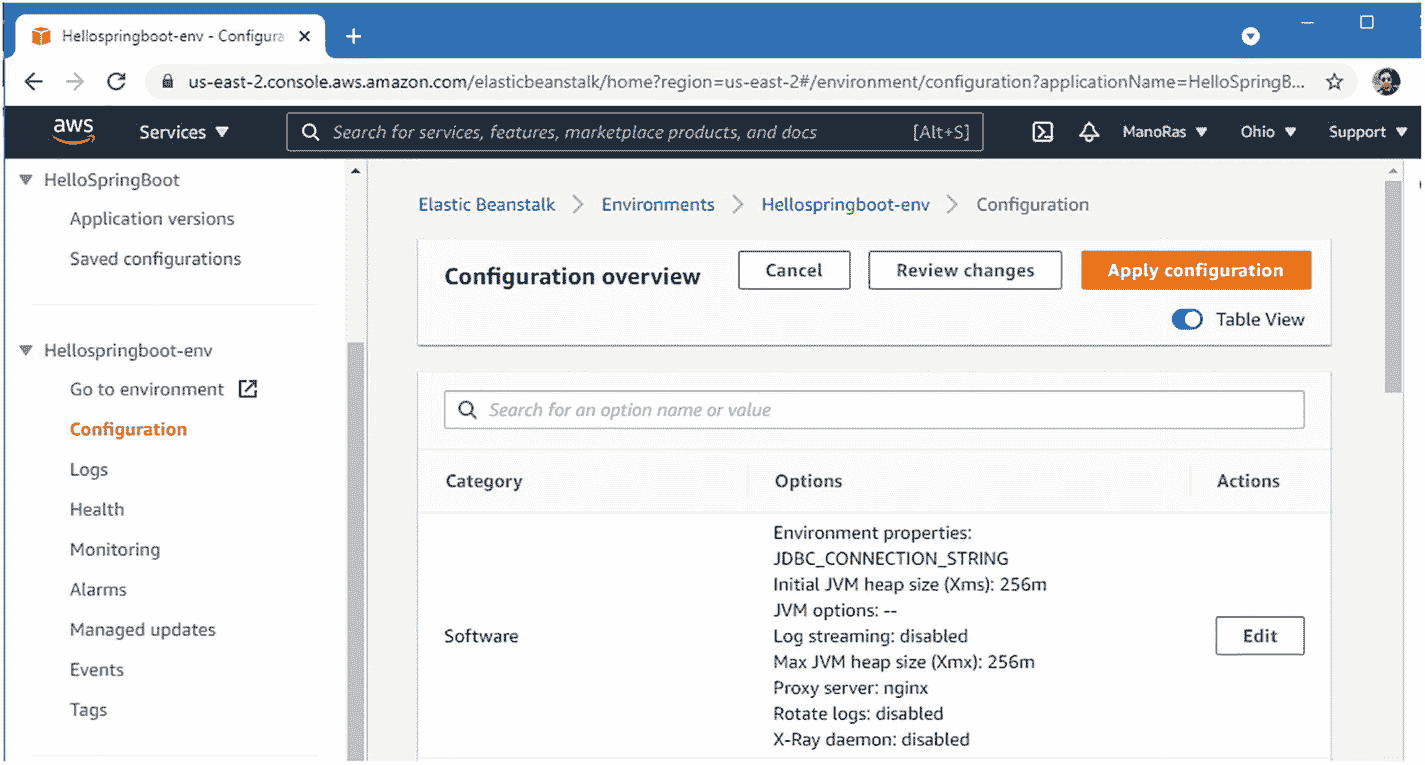 Hellospringboot-env - Configura
us-east-2.console.aws.amazon.com/elasticbeanstalk/home?region=us-east-2#/environment/configuration?applicationName=HelloSpringB...
aws
Services
Search for services, features, marketplace products, and docs [Alt+S]
ManoRas
Ohio
Support
HelloSpringBoot
Application versions
Saved configurations
Hellospringboot-env
Go to environment
Configuration
Logs
Health
Monitoring
Alarms
Managed updates
Events
Tags
Elastic Beanstalk
Environments
Hellospringboot-env
Configuration
Configuration overview
Cancel
Review changes
Apply configuration
Table View
Search for an option name or value
Category
Options
Actions
Software
Environment properties:
JDBC_CONNECTION_STRING
Initial JVM heap size (Xms): 256m
JVM options: --
Log streaming: disabled
Max JVM heap size (Xmx): 256m
Proxy server: nginx
Rotate logs: disabled
X-Ray daemon: disabled
Edit